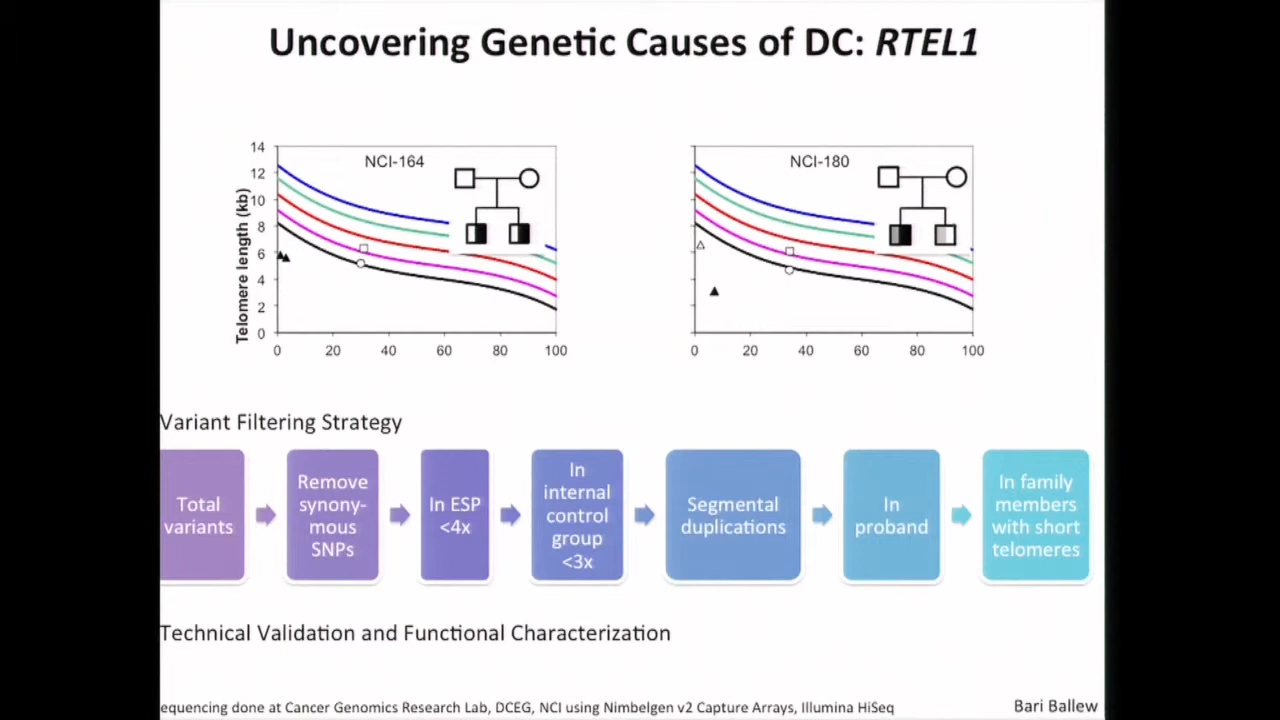 Uncovering Genetic Causes of DC: RTEL1
NCI-164
NCI-180
Telomere length (kb)
14
12
10
8
6
4
2
0
0 20 40 60 80 100
0 20 40 60 80 100
Variant Filtering Strategy
Total
variants
Remove
synony-
mous
SNPs
In ESP
<4x
In
internal
control
group
<3x
Segmental
duplications
In
proband
In family
members
with short
telomeres
Technical Validation and Functional Characterization
equencing done at Cancer Genomics Research Lab, DCEG, NCI using Nimbelgen v2 Capture Arrays, Illumina HiSeq
Bari Ballew